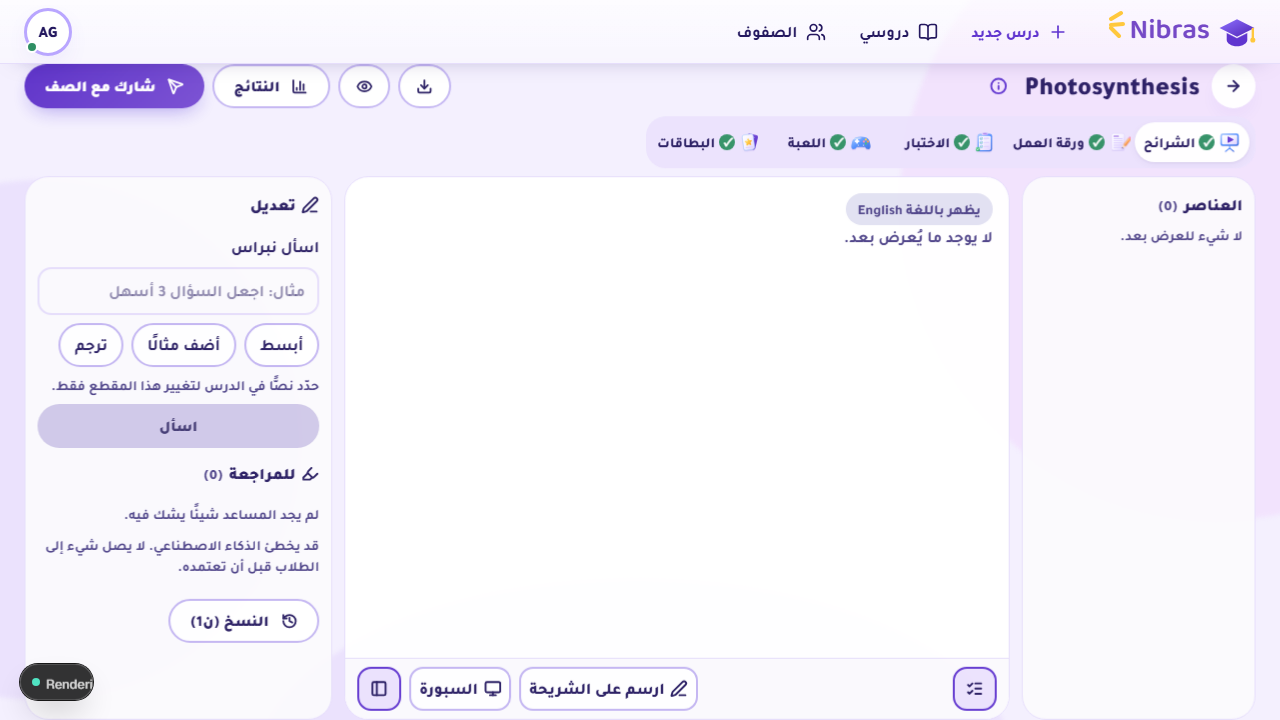 Nibras
درس جديد
دروسي
الصفوف
AG
Photosynthesis
النتائج
شارك مع الصف
الشرائح
ورقة العمل
الاختبار
اللعبة
البطاقات
العناصر (0)
لا شيء للعرض بعد.
يظهر باللغة English
لا يوجد ما يُعرض بعد.
ارسم على الشريحة
السبورة
تعديل
اسأل نبراس
مثال: اجعل السؤال 3 أسهل
أبسط
أضف مثالًا
ترجم
حدّد نصًّا في الدرس لتغيير هذا المقطع فقط.
اسأل
للمراجعة (0)
لم يجد المساعد شيئًا يشك فيه.
قد يخطئ الذكاء الاصطناعي. لا يصل شيء إلى
الطلاب قبل أن تعتمده.
النسخ (ن1)
Renderi